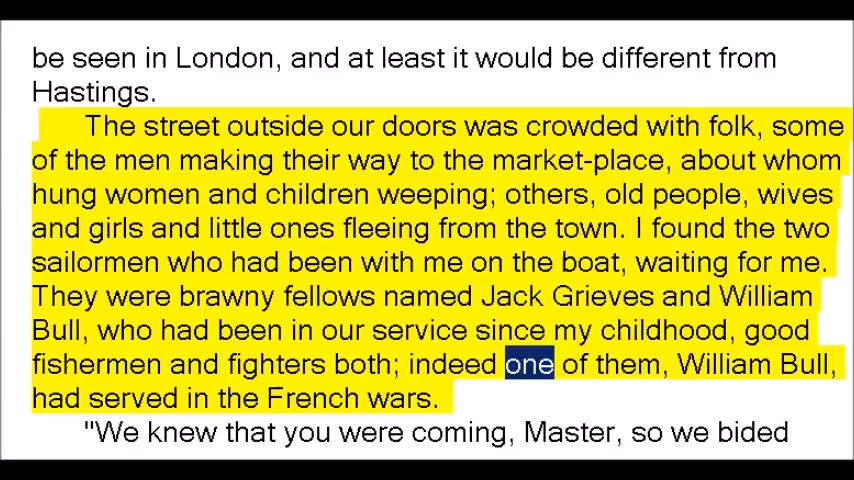 be seen in London, and at least it would be different from
Hastings.
The street outside our doors was crowded with folk, some
of the men making their way to the market-place, about whom
hung women and children weeping; others, old people, wives
and girls and little ones fleeing from the town. I found the two
sailormen who had been with me on the boat, waiting for me.
They were brawny fellows named Jack Grieves and William
Bull, who had been in our service since my childhood, good
fishermen and fighters both; indeed one of them, William Bull,
had served in the French wars.
"We knew that you were coming, Master, so we bided